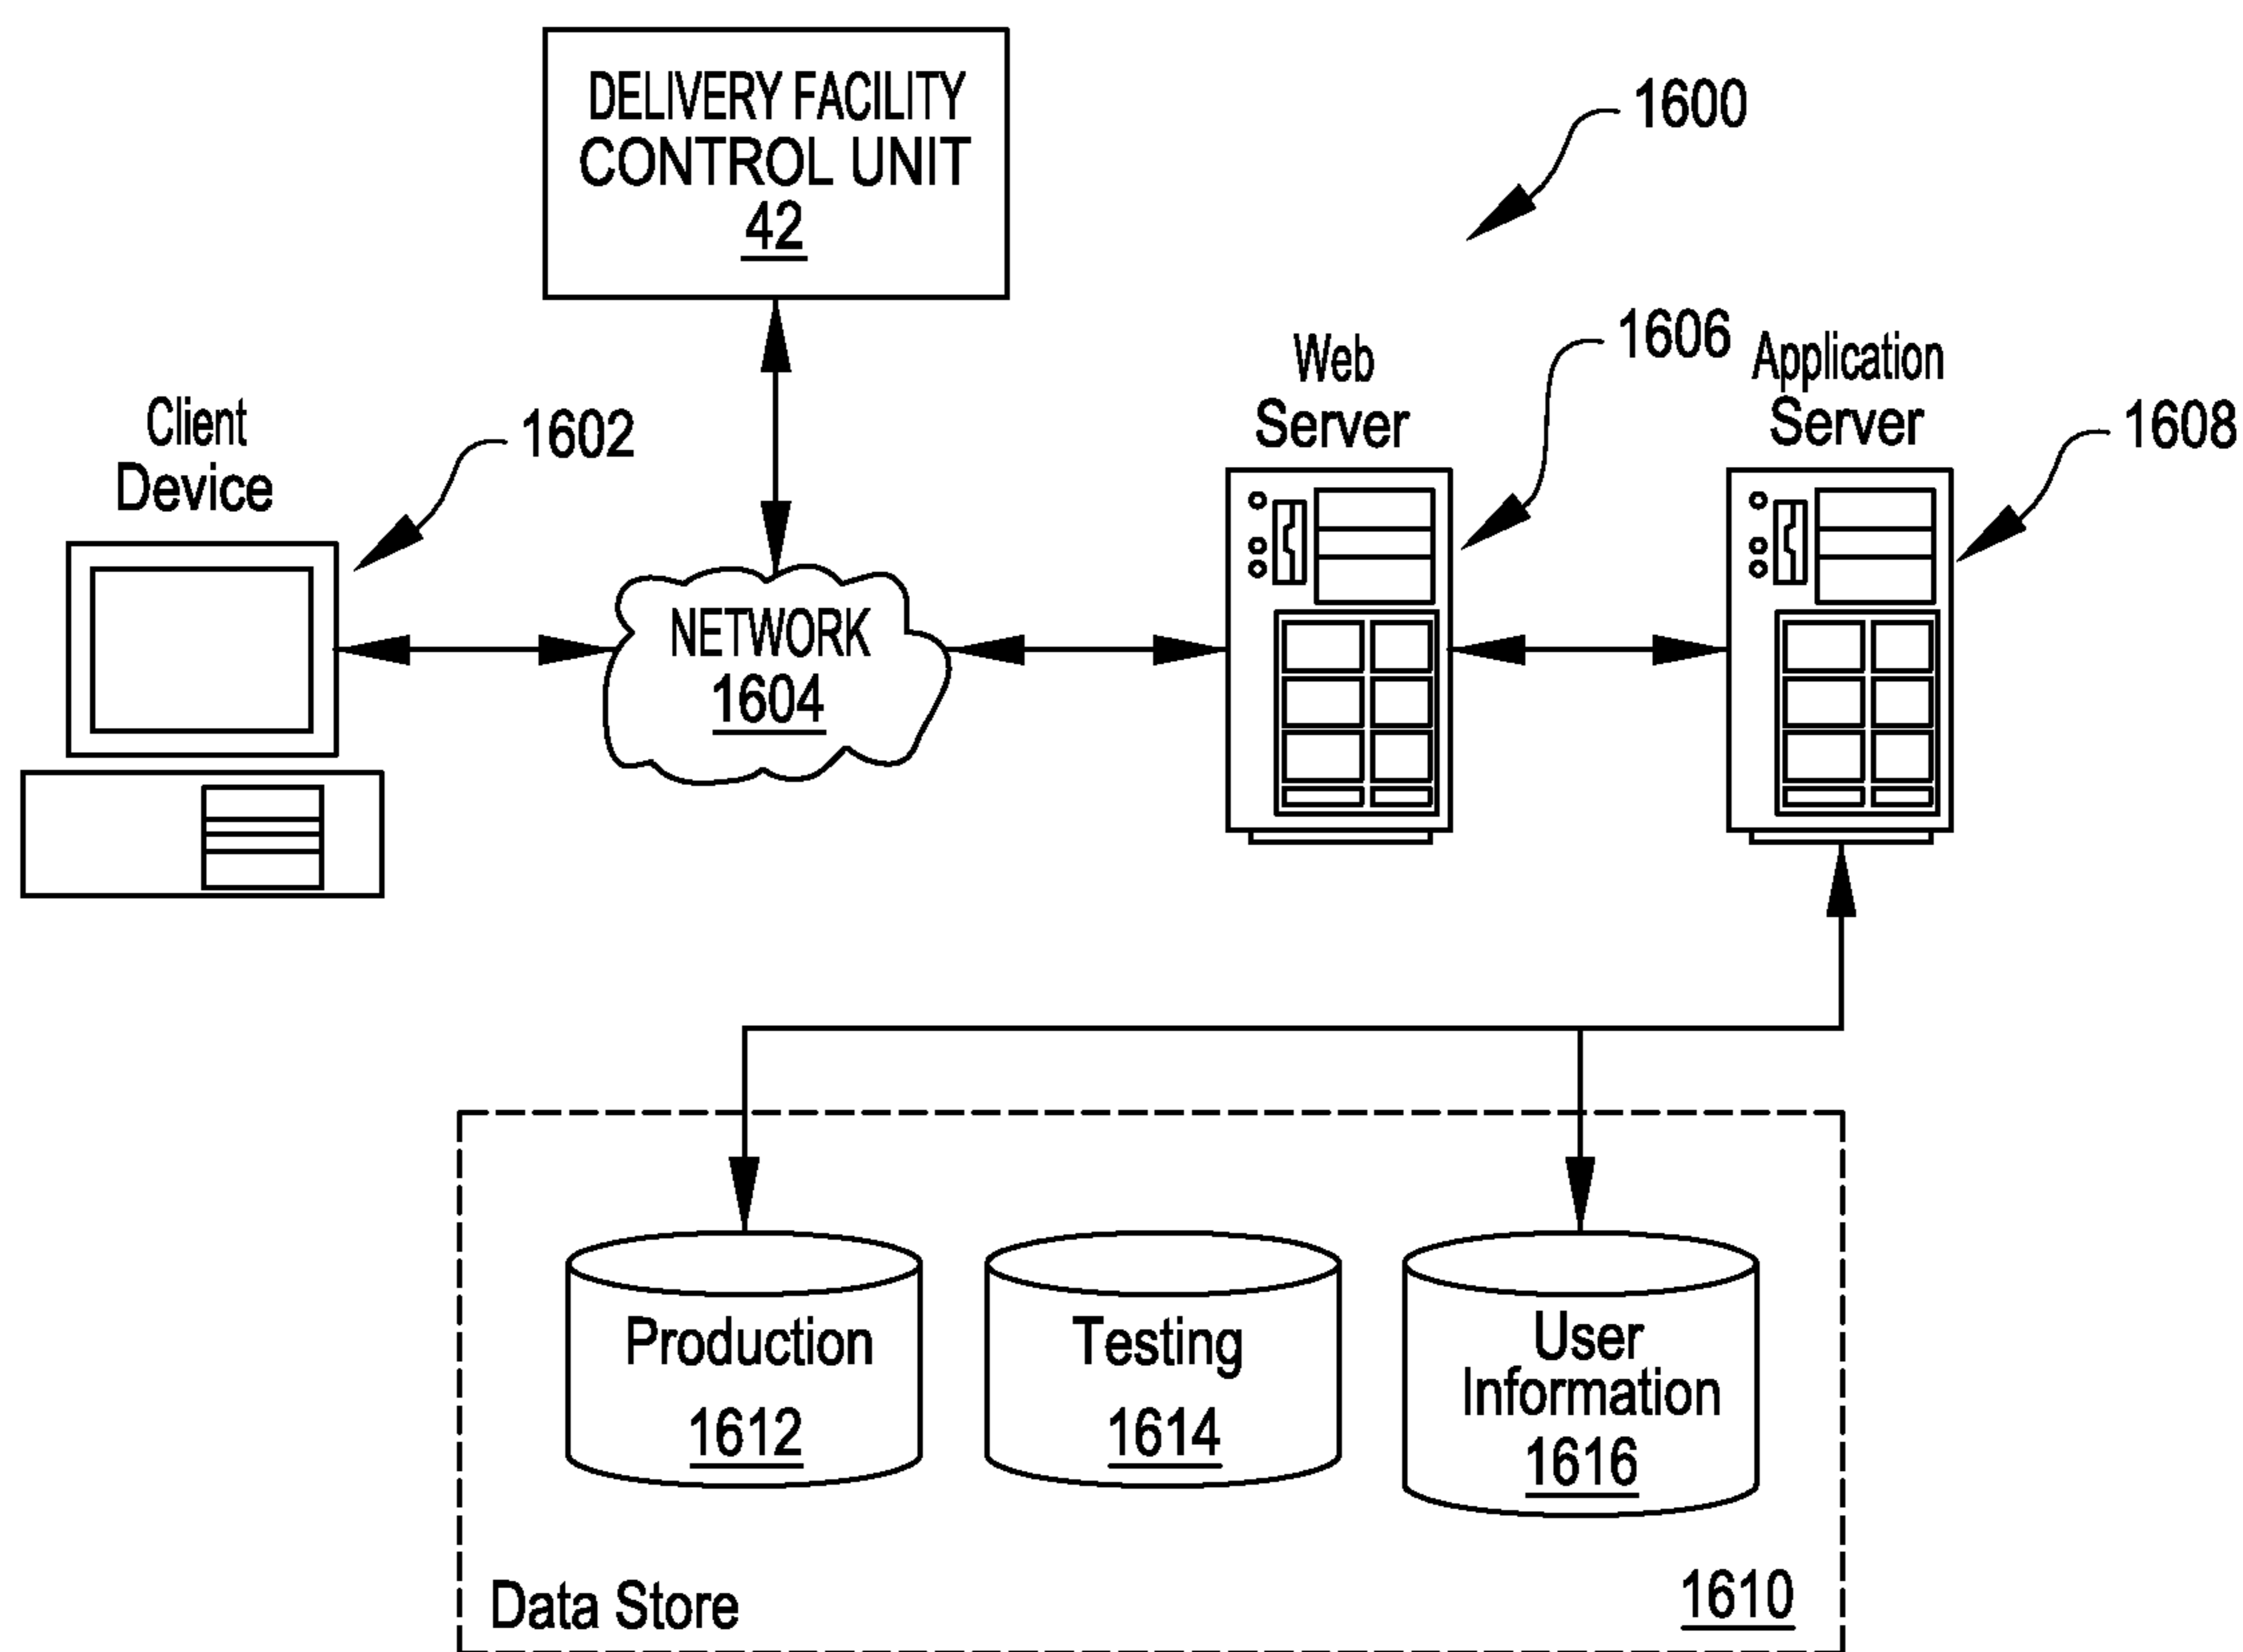 DELIVERY FACILITY
CONTROL UNIT
42
1600
Client
Device
1602
Web
Server
1606
Application
Server
1608
NETWORK
1604
Production
1612
Testing
1614
User
Information
1616
Data Store
1610